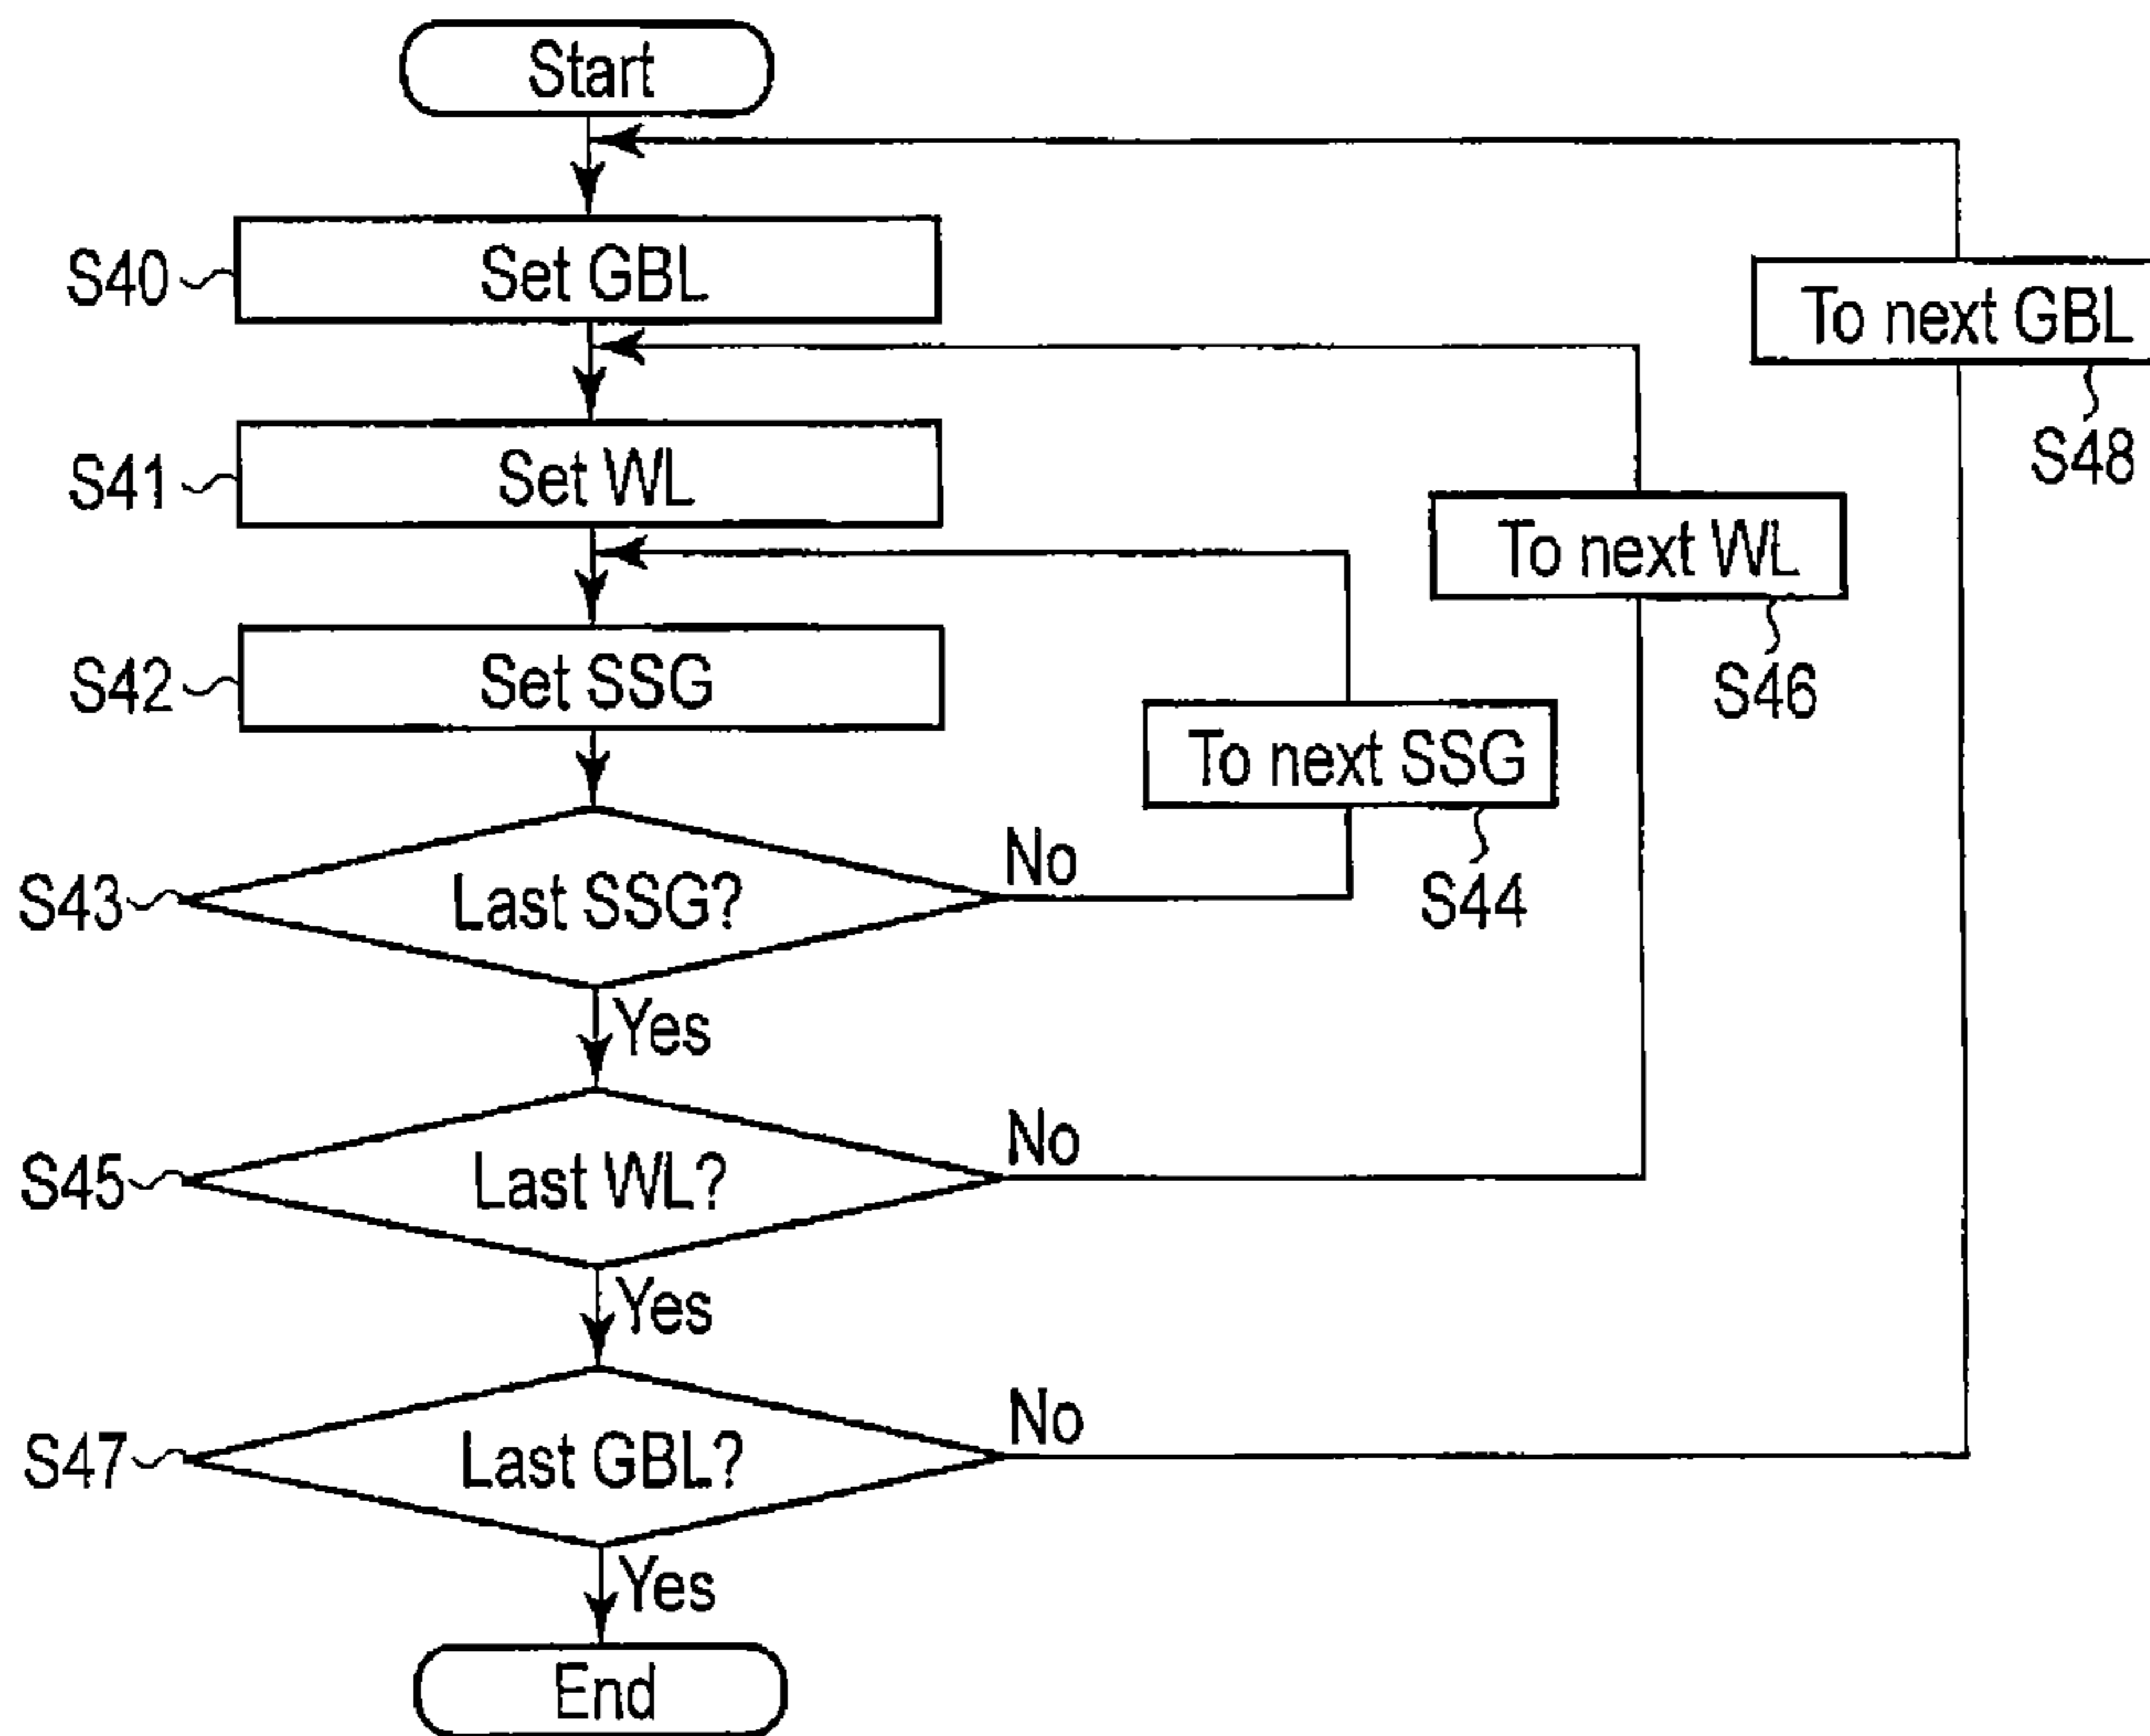 Start
S40
Set GBL
To next GBL
S48
S41
Set WL
To next WL
S46
S42
Set SSG
To next SSG
S44
S43
Last SSG?
No
Yes
S45
Last WL?
No
Yes
S47
Last GBL?
No
Yes
End